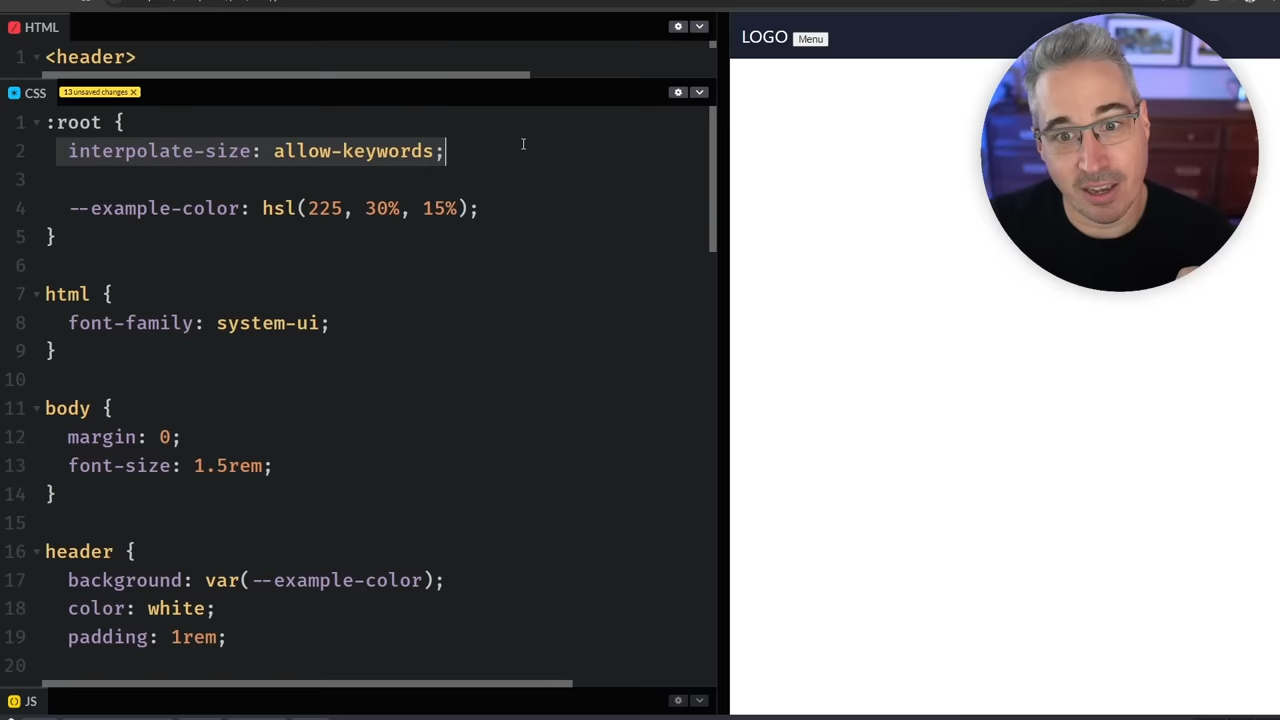 HTML
1 <header>
CSS
13 unsaved changes X
1 :root {
2 interpolate-size: allow-keywords;
3
4 --example-color: hsl(225, 30%, 15%);
5 }
6
7 html {
8 font-family: system-ui;
9 }
10
11 body {
12 margin: 0;
13 font-size: 1.5rem;
14 }
15
16 header {
17 background: var(--example-color);
18 color: white;
19 padding: 1rem;
20
JS
LOGO Menu